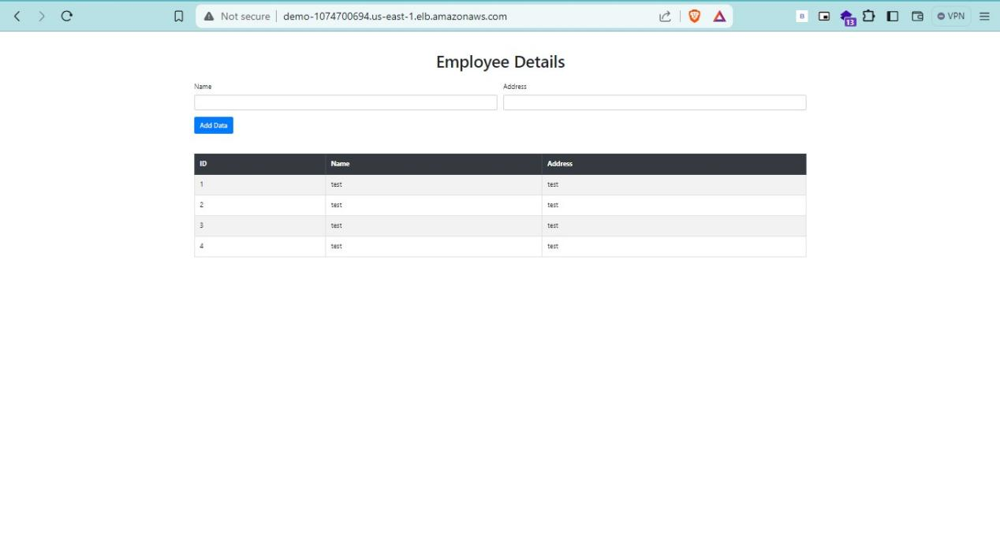 Not secure demo-1074700694.us-east-1.elb.amazonaws.com B 13 VPN
Employee Details
Name Address
Add Data
ID Name Address
1 test test
2 test test
3 test test
4 test test